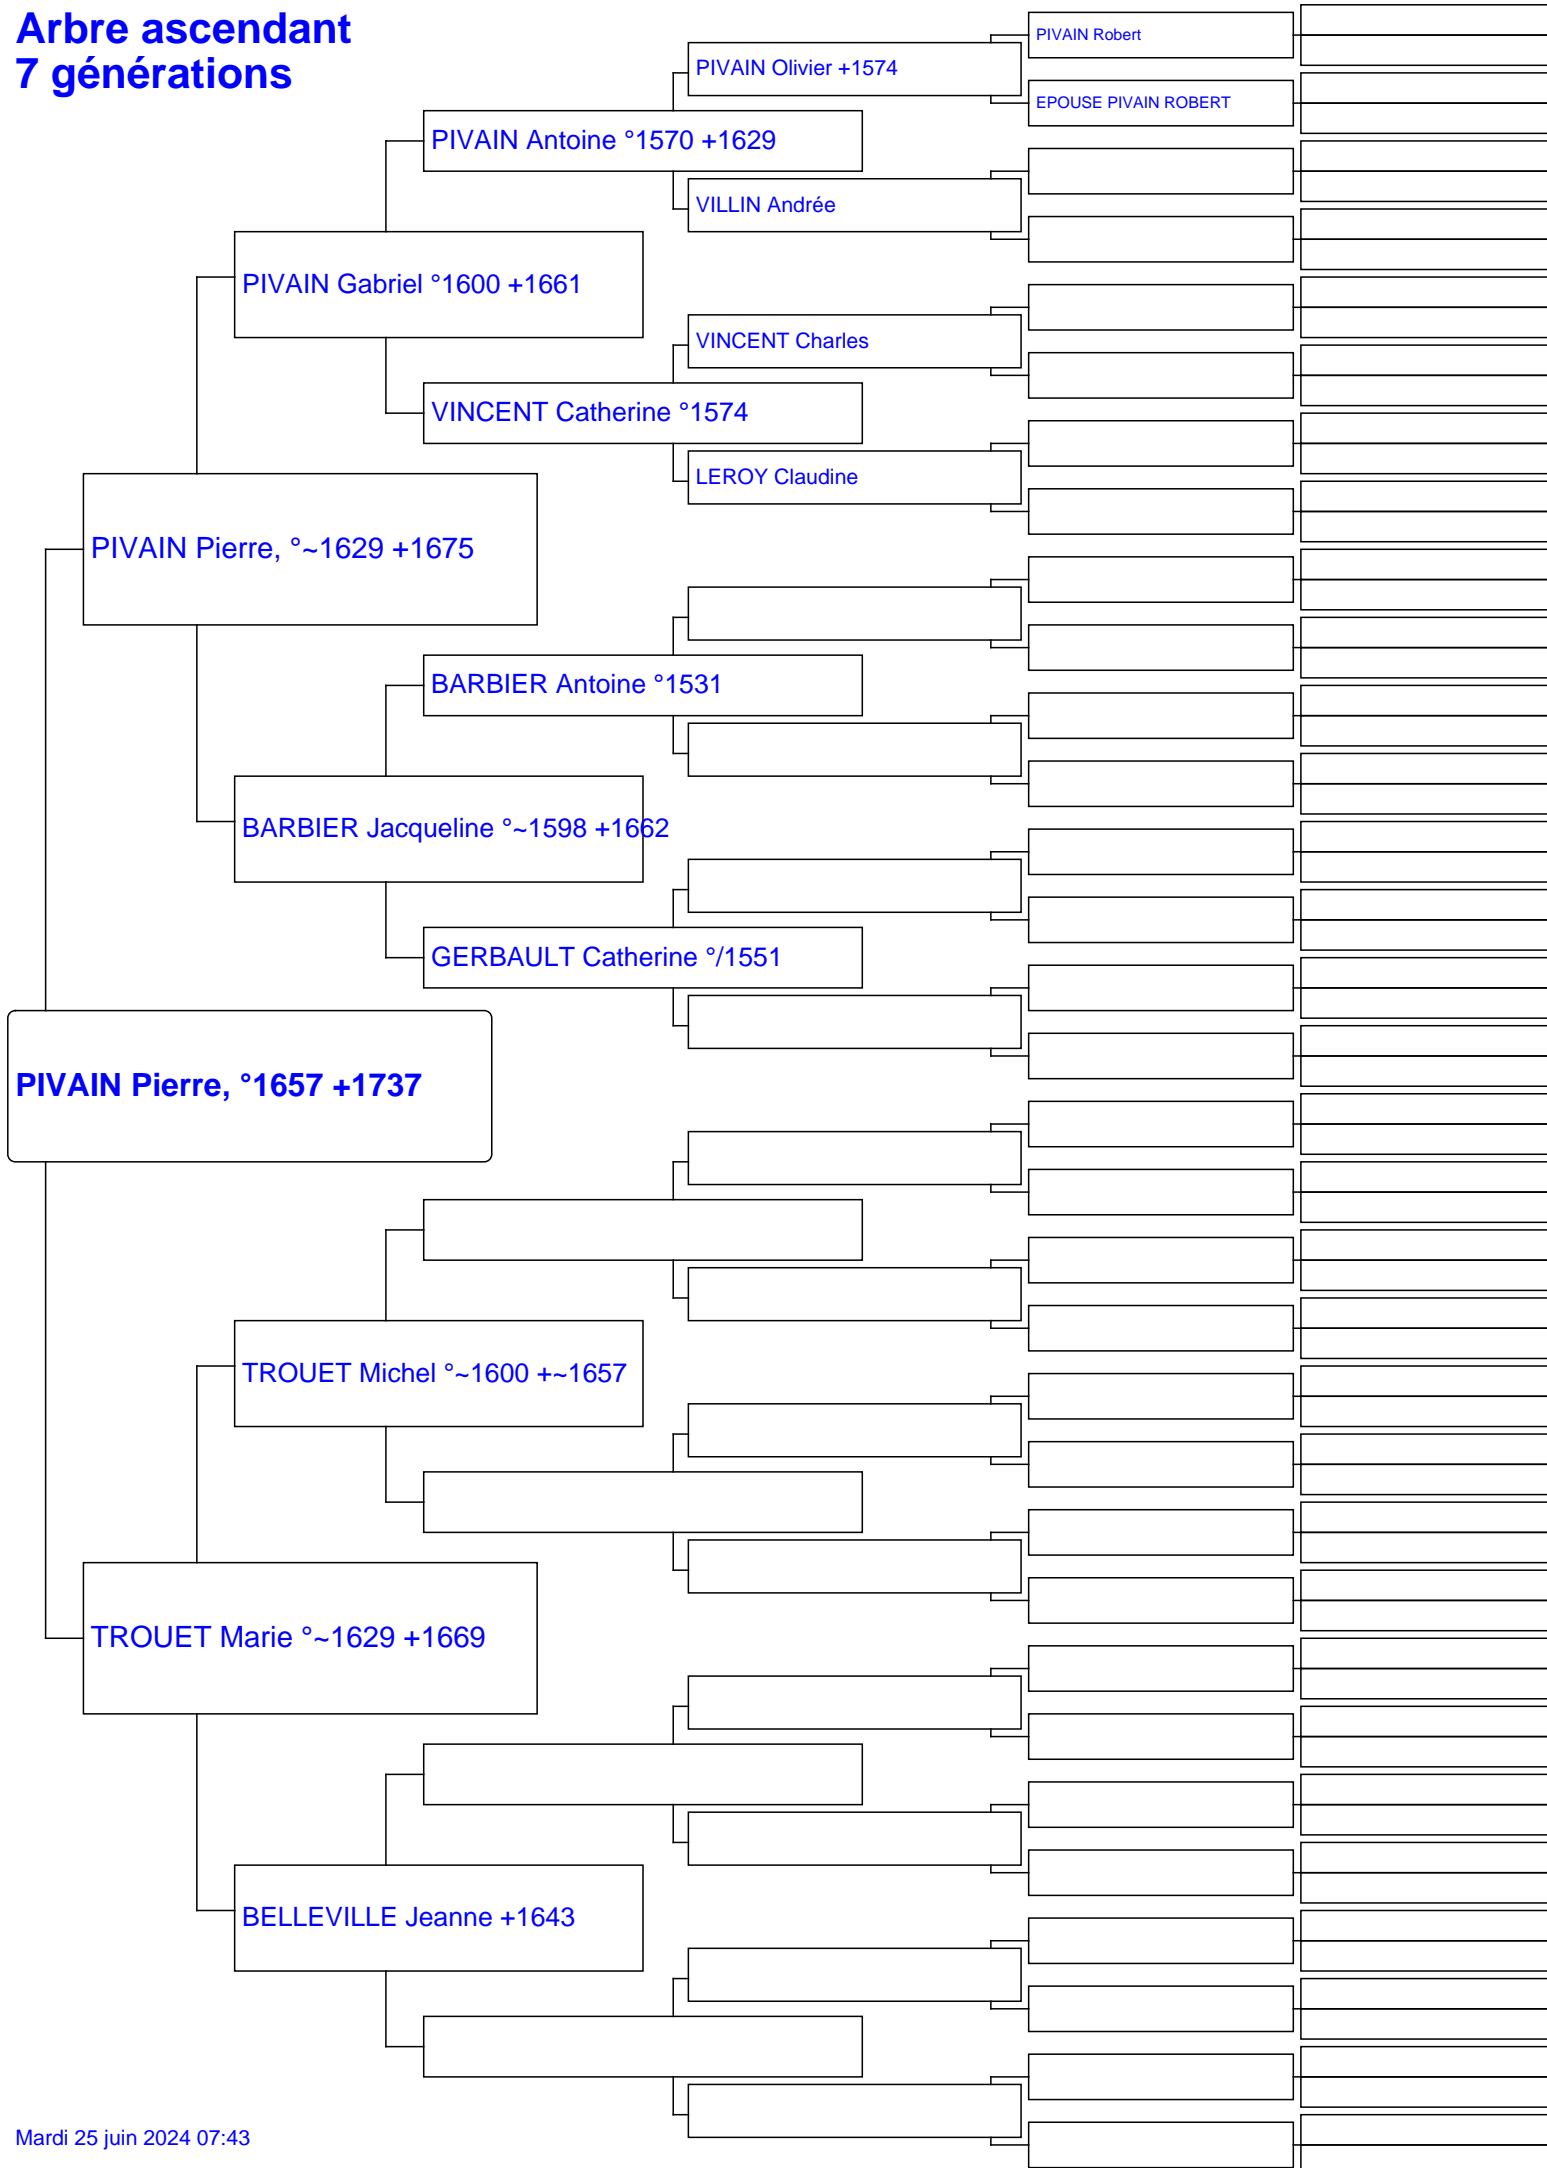 Arbre ascendant
7 générations
PIVAIN Robert
PIVAIN Olivier +1574
EPOUSE PIVAIN ROBERT
PIVAIN Antoine °1570 +1629
VILLIN Andrée
PIVAIN Gabriel °1600 +1661
VINCENT Charles
VINCENT Catherine °1574
LEROY Claudine
PIVAIN Pierre, °~1629 +1675
BARBIER Antoine °1531
BARBIER Jacqueline °~1598 +1662
GERBAULT Catherine °/1551
PIVAIN Pierre, °1657 +1737
TROUET Michel °~1600 +~1657
TROUET Marie °~1629 +1669
BELLEVILLE Jeanne +1643
Mardi 25 juin 2024 07:43